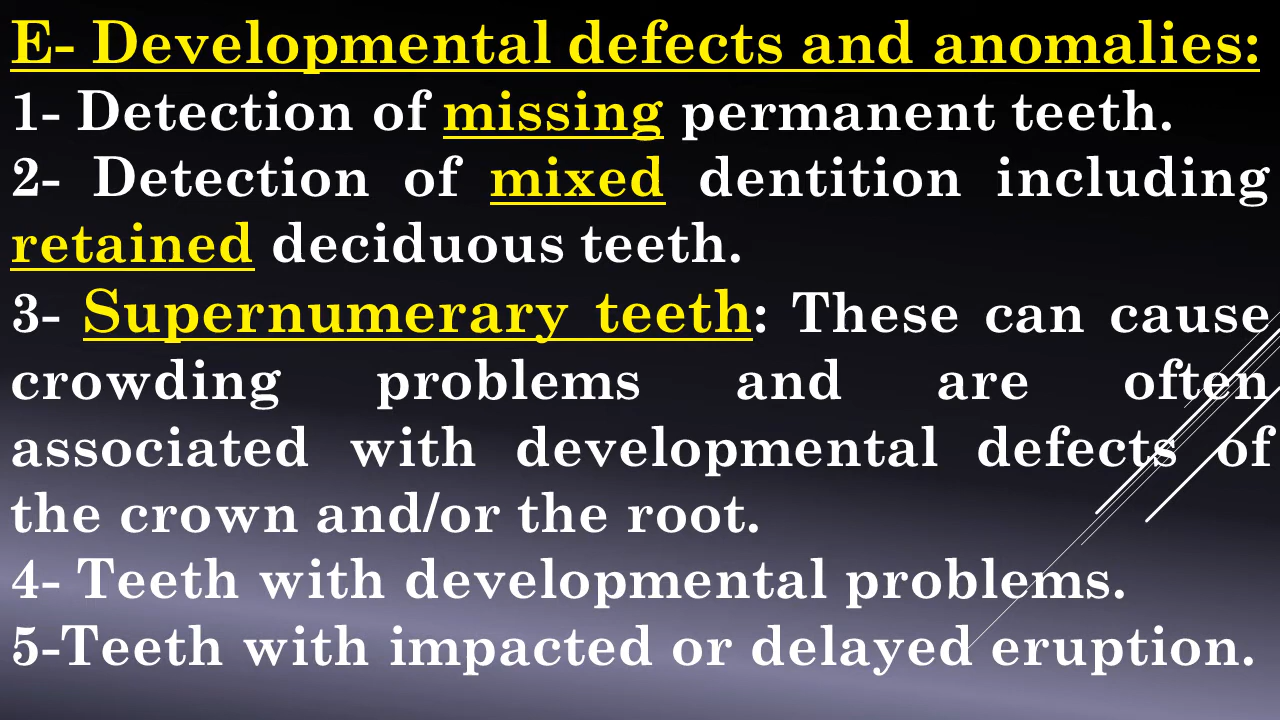 E- Developmental defects and anomalies:
1- Detection of missing permanent teeth.
2- Detection of mixed dentition including
retained deciduous teeth.
3- Supernumerary teeth: These can cause
crowding problems and are often
associated with developmental defects of
the crown and/or the root.
4- Teeth with developmental problems.
5-Teeth with impacted or delayed eruption.